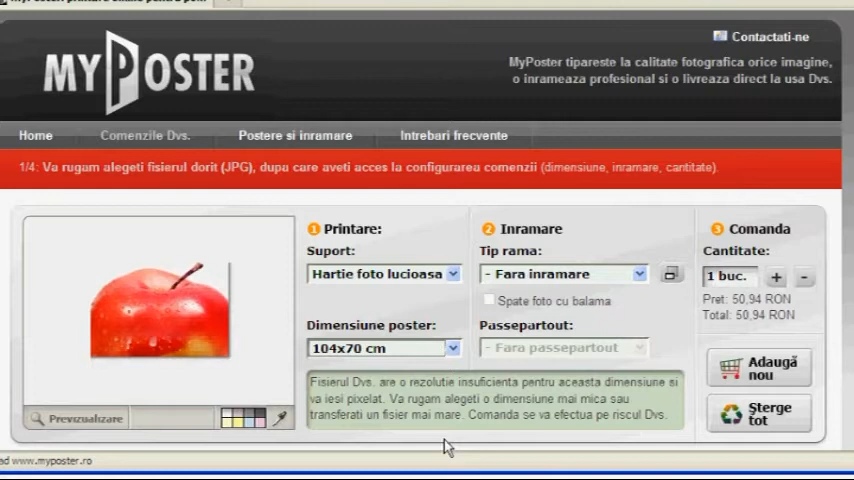 MYPOSTER
Contactati-ne
MyPoster tipareste la calitate fotografica orice imagine,
o inrameaza profesional si o livreaza direct la usa Dvs.
Home
Comenzile Dvs.
Postere si inramare
Intrebari frecvente
1/4: Va rugam alegeti fisierul dorit (JPG), dupa care aveti acces la configurarea comenzii (dimensiune, inramare, cantitate).
1 Printare:
Suport:
Hartie foto lucioasa
Dimensiune poster:
104x70 cm
2 Inramare
Tip rama:
- Fara inramare
Spate foto cu balama
Passepartout:
- Fara passepartout
Fisierul Dvs. are o rezolutie insuficienta pentru aceasta dimensiune si
va iesi pixelat. Va rugam alegeti o dimensiune mai mica sau
transferati un fisier mai mare. Comanda se va efectua pe riscul Dvs.
3 Comanda
Cantitate:
1 buc. + -
Pret: 50,94 RON
Total: 50,94 RON
Adaugă
nou
Şterge
tot
Previzualizare
ad www.myposter.ro